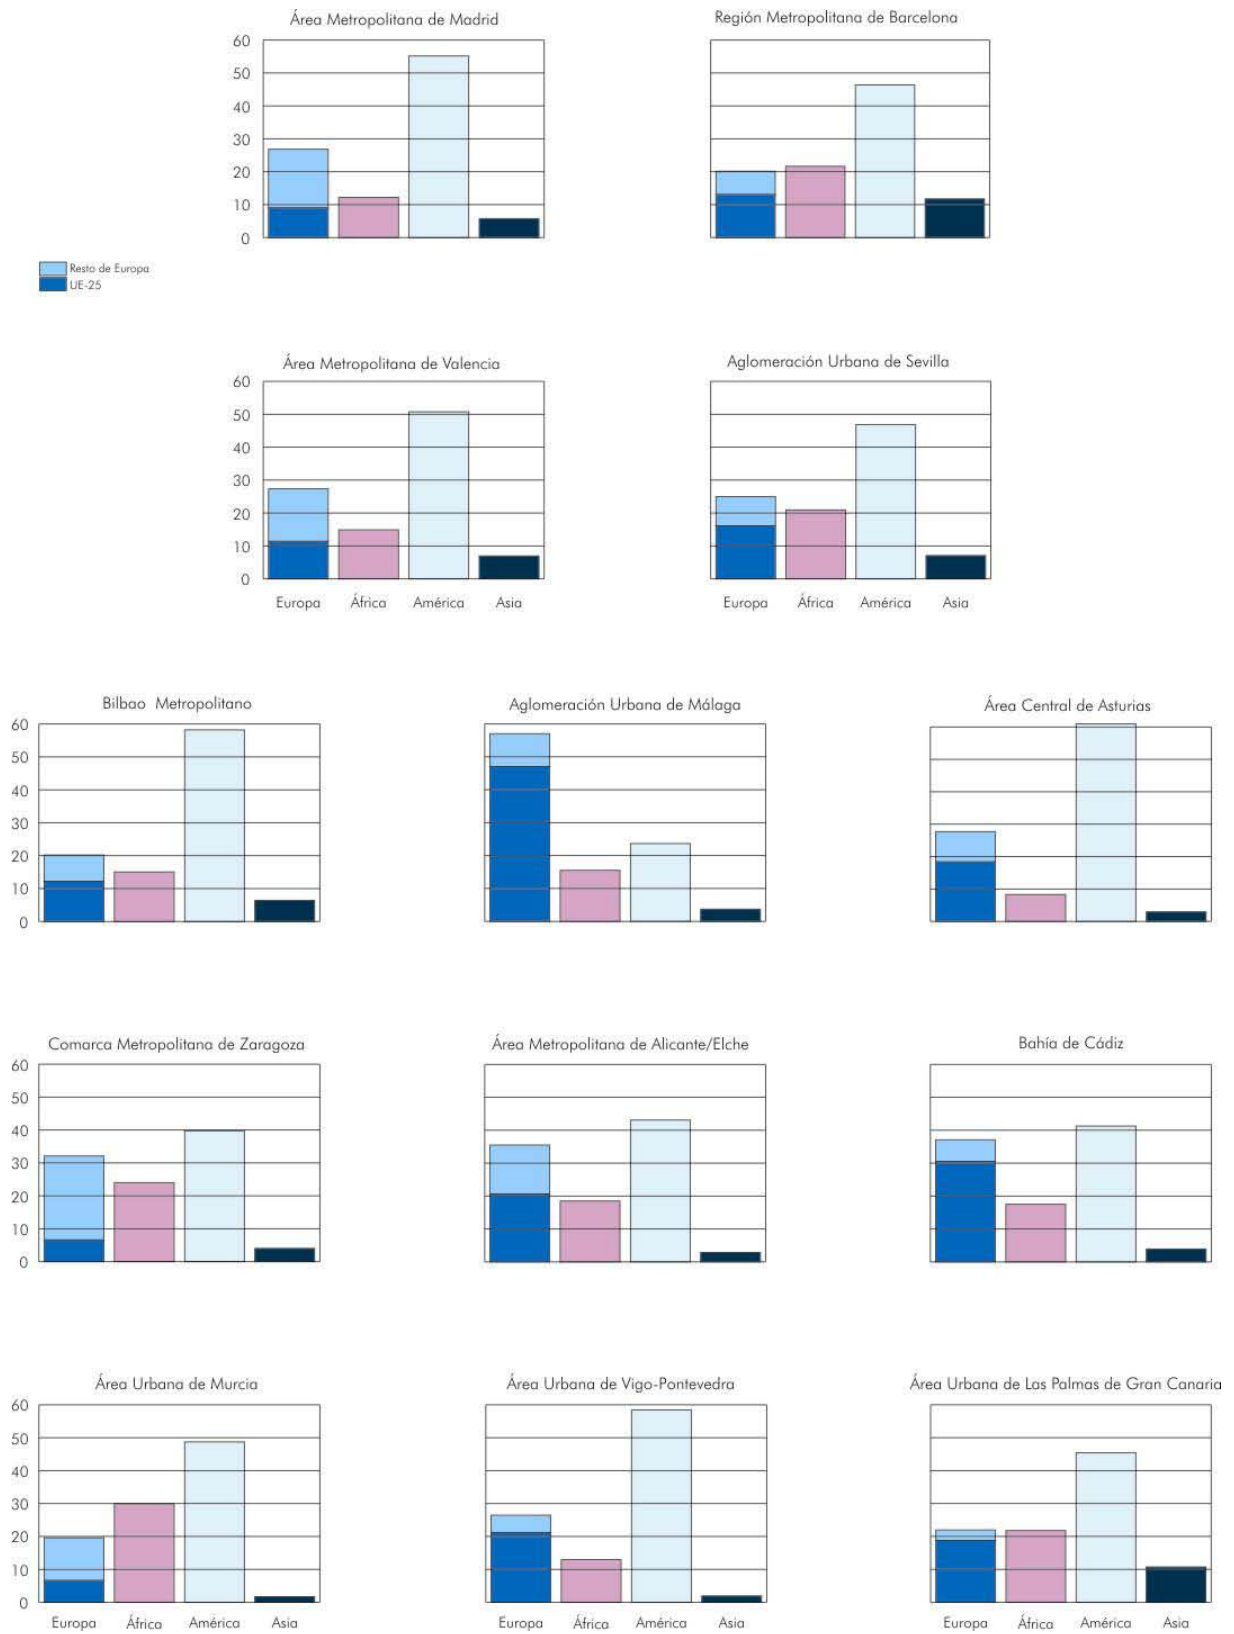 Área Metropolitana de Madrid
60
50
40
30
20
10
0
Región Metropolitana de Barcelona
Resto de Europa
UE-25
Área Metropolitana de Valencia
60
50
40
30
20
10
0
Europa África América Asia
Aglomeración Urbana de Sevilla
Europa África América Asia
Bilbao Metropolitano
60
50
40
30
20
10
0
Aglomeración Urbana de Málaga
Área Central de Asturias
Comarca Metropolitana de Zaragoza
60
50
40
30
20
10
0
Área Metropolitana de Alicante/Elche
Bahía de Cádiz
Área Urbana de Murcia
60
50
40
30
20
10
0
Europa África América Asia
Área Urbana de Vigo-Pontevedra
Europa África América Asia
Área Urbana de Las Palmas de Gran Canaria
Europa África América Asia